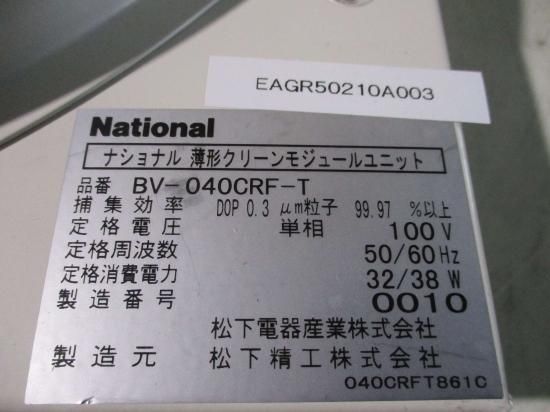 EAGR50210A003
National
ナショナル 薄形クリーンモジュールユニット
品番 BV-040CRF-T
捕集効率 DOP 0.3 μm粒子 99.97 %以上
定格電圧 単相 100 V
定格周波数 50/60 Hz
定格消費電力 32/38 W
製造番号 0010
松下電器産業株式会社
製造元 松下精工株式会社
040CRFT861C